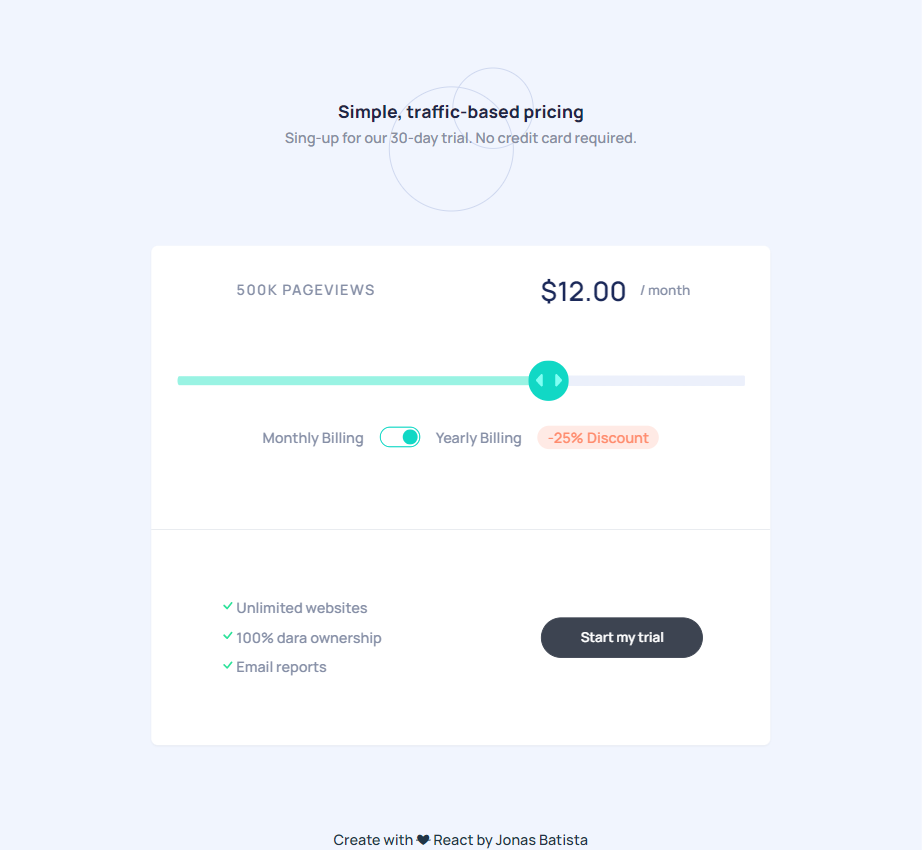 Simple, traffic-based pricing
Sing-up for our 30-day trial. No credit card required.
500K PAGEVIEWS
$12.00 / month
Monthly Billing Yearly Billing -25% Discount
Unlimited websites
100% dara ownership
Email reports
Start my trial
Create with ❤ React by Jonas Batista